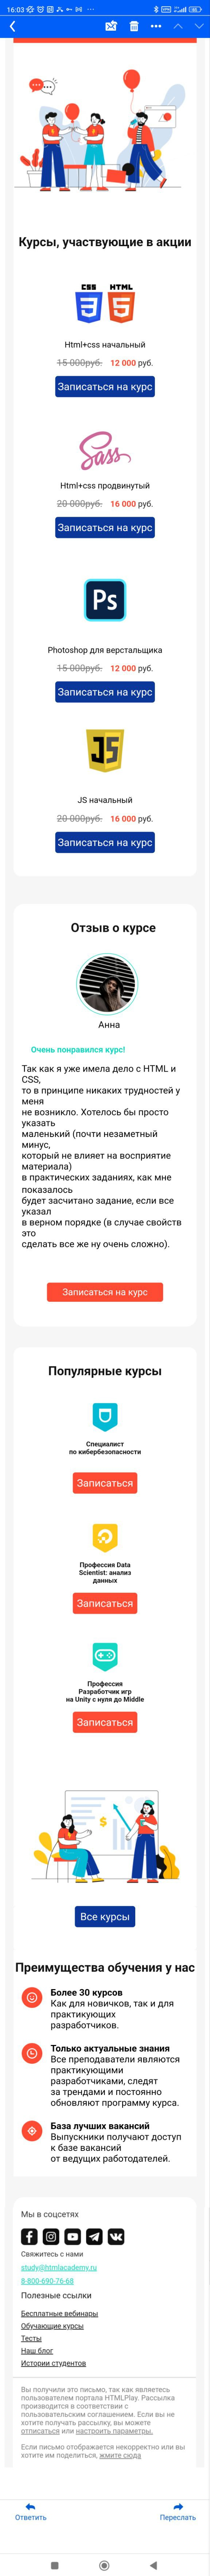 16:03
Курсы, участвующие в акции
CSS HTML
3 5
Html+css начальный
15 000руб. 12 000 руб.
Записаться на курс
Sass
Html+css продвинутый
20 000руб. 16 000 руб.
Записаться на курс
Ps
Photoshop для верстальщика
15 000руб. 12 000 руб.
Записаться на курс
JS
JS начальный
20 000руб. 16 000 руб.
Записаться на курс
Отзыв о курсе
Анна
Очень понравился курс!
Так как я уже имела дело с HTML и
CSS,
то в принципе никаких трудностей у
меня
не возникло. Хотелось бы просто
указать
маленький (почти незаметный
минус,
который не влияет на восприятие
материала)
в практических заданиях, как мне
показалось
будет засчитано задание, если все
указал
в верном порядке (в случае свойств
это
сделать все же ну очень сложно).
Записаться на курс
Популярные курсы
Специалист
по кибербезопасности
Записаться
Профессия Data
Scientist: анализ
данных
Записаться
Профессия
Разработчик игр
на Unity с нуля до Middle
Записаться
$
Все курсы
Преимущества обучения у нас
Более 30 курсов
Как для новичков, так и для
практикующих
разработчиков.
Только актуальные знания
Все преподаватели являются
практикующими
разработчиками, следят
за трендами и постоянно
обновляют программу курса.
База лучших вакансий
Выпускники получают доступ
к базе вакансий
от ведущих работодателей.
Мы в соцсетях
Свяжитесь с нами
study@htmlacademy.ru
8-800-690-76-68
Полезные ссылки
Бесплатные вебинары
Обучающие курсы
Тесты
Наш блог
Истории студентов
Вы получили это письмо, так как являетесь
пользователем портала HTMLPlay. Рассылка
производится в соответствии с
пользовательским соглашением. Если вы не
хотите получать рассылку, вы можете
отписаться или настроить параметры.
Если письмо отображается некорректно или вы
хотите им поделиться, жмите сюда
Ответить
Переслать